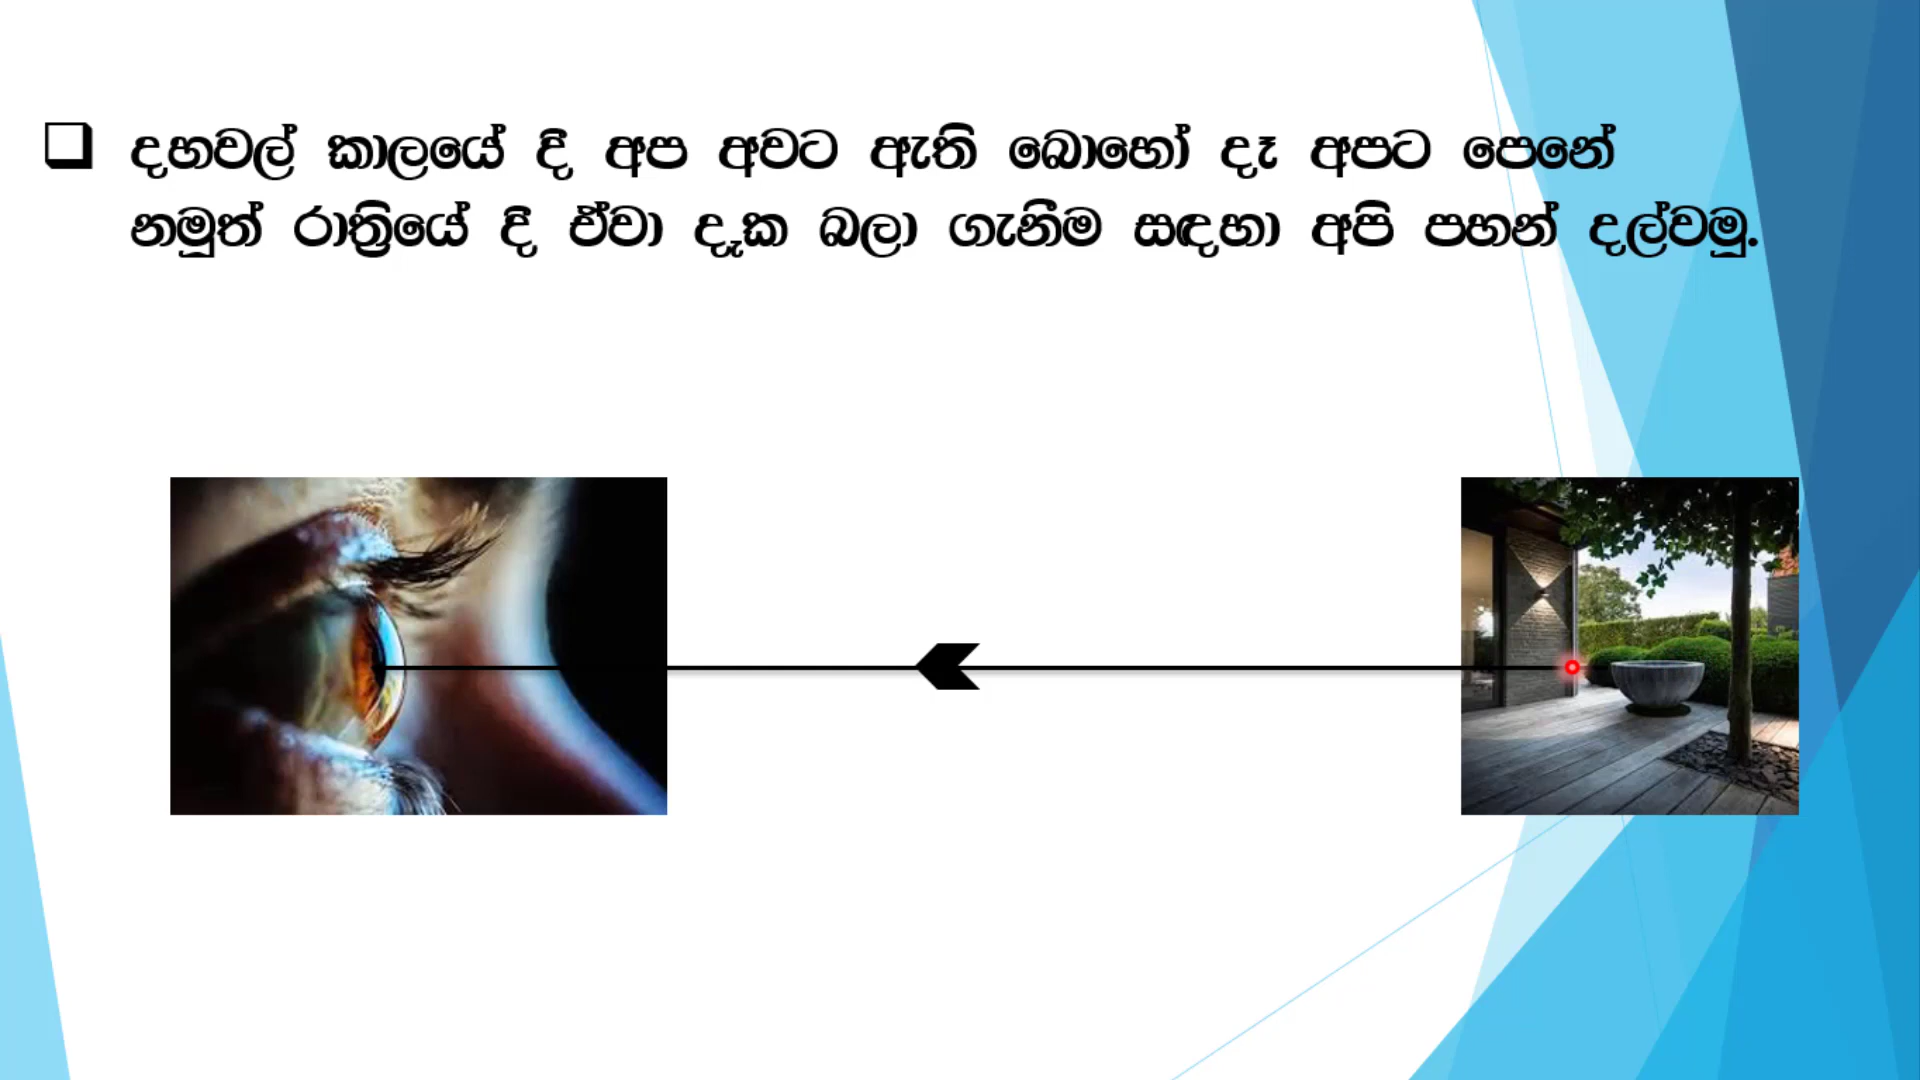 දහවල් කාලයේ දී අප අවට ඇති බොහෝ දෑ අපට පෙනේ
නමුත් රාත්‍රියේ දී ඒවා දැක බලා ගැනීම සඳහා අපි පහන් දල්වමු.